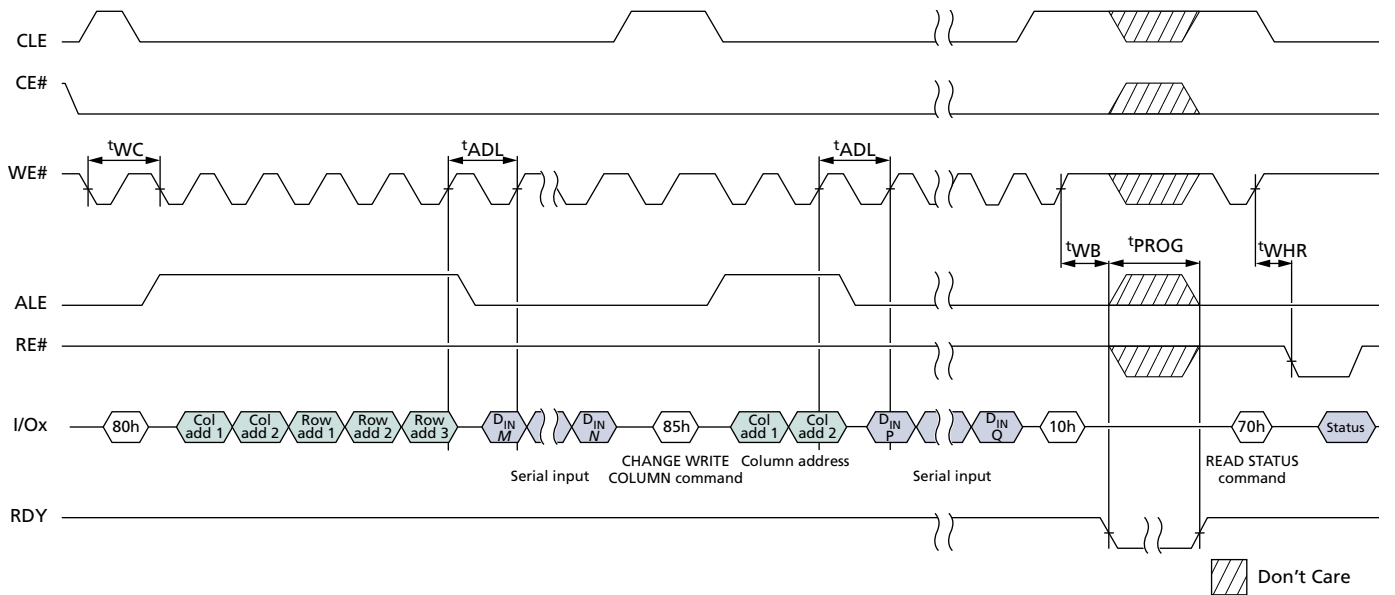 CLE
CE#
tWC
tADL
tADL
WE#
tWB
tPROG
tWHR
ALE
RE#
I/Ox
80h
Col add 1
Col add 2
Row add 1
Row add 2
Row add 3
DIN M
DIN N
85h
Col add 1
Col add 2
DIN P
DIN Q
10h
70h
Status
Serial input
CHANGE WRITE
COLUMN command
Column address
Serial input
READ STATUS
command
RDY
Don't Care